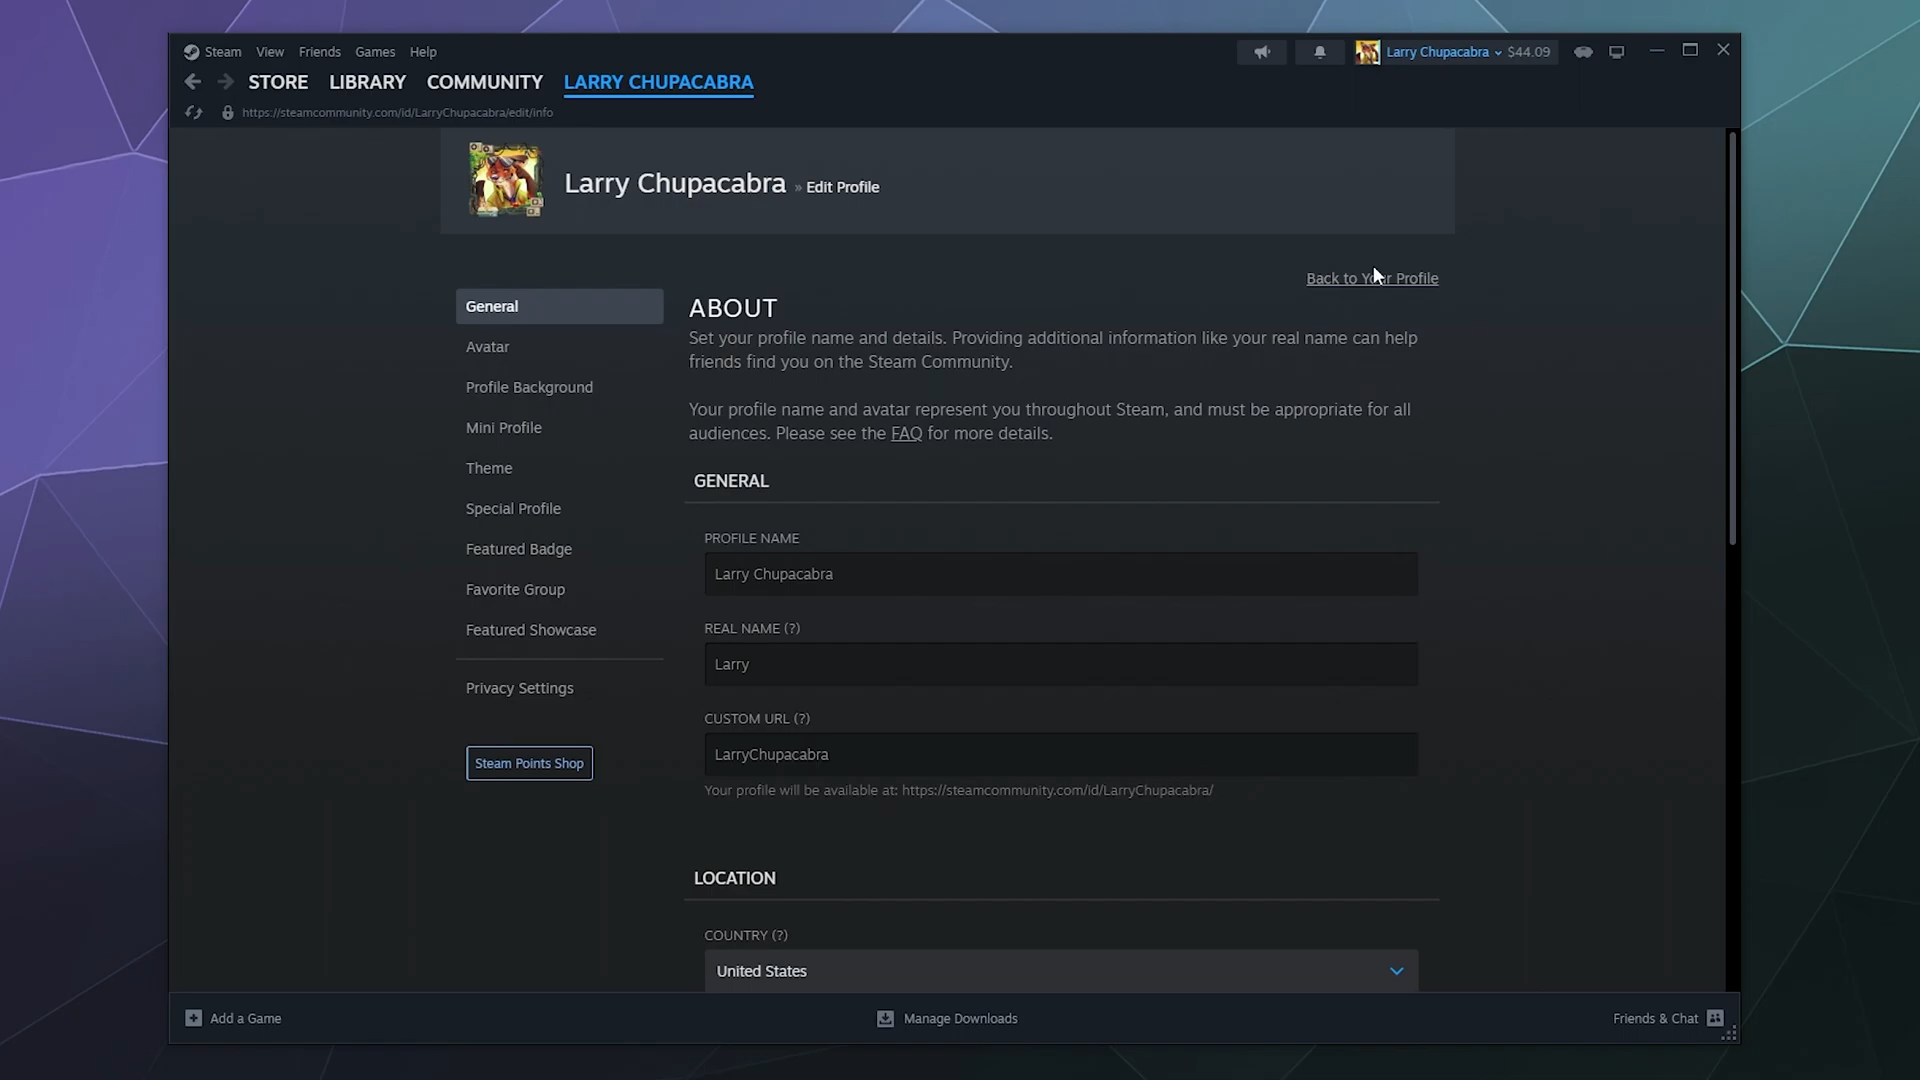 Steam View Friends Games Help
Larry Chupacabra $44.09
STORE LIBRARY COMMUNITY LARRY CHUPACABRA
https://steamcommunity.com/id/LarryChupacabra/edit/info
Larry Chupacabra » Edit Profile
Back to Your Profile
General
Avatar
Profile Background
Mini Profile
Theme
Special Profile
Featured Badge
Favorite Group
Featured Showcase
Privacy Settings
Steam Points Shop
ABOUT
Set your profile name and details. Providing additional information like your real name can help
friends find you on the Steam Community.
Your profile name and avatar represent you throughout Steam, and must be appropriate for all
audiences. Please see the FAQ for more details.
GENERAL
PROFILE NAME
Larry Chupacabra
REAL NAME (?)
Larry
CUSTOM URL (?)
LarryChupacabra
Your profile will be available at: https://steamcommunity.com/id/LarryChupacabra/
LOCATION
COUNTRY (?)
United States
Add a Game
Manage Downloads
Friends & Chat